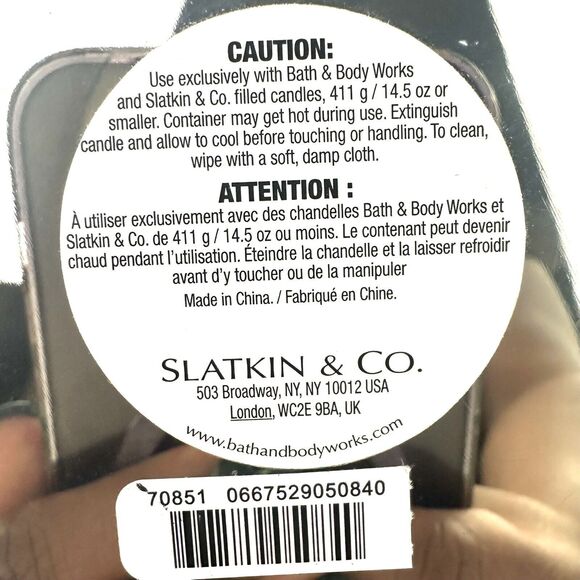 CAUTION:
Use exclusively with Bath & Body Works
and Slatkin & Co. filled candles, 411 g / 14.5 oz or
smaller. Container may get hot during use. Extinguish
candle and allow to cool before touching or handling. To clean,
wipe with a soft, damp cloth.
ATTENTION :
À utiliser exclusivement avec des chandelles Bath & Body Works et
Slatkin & Co. de 411 g / 14.5 oz ou moins. Le contenant peut devenir
chaud pendant l'utilisation. Éteindre la chandelle et la laisser refroidir
avant d'y toucher ou de la manipuler
Made in China. / Fabriqué en Chine.
SLATKIN & CO.
503 Broadway, NY, NY 10012 USA
London, WC2E 9BA, UK
www.bathandbodyworks.com
70851 0667529050840